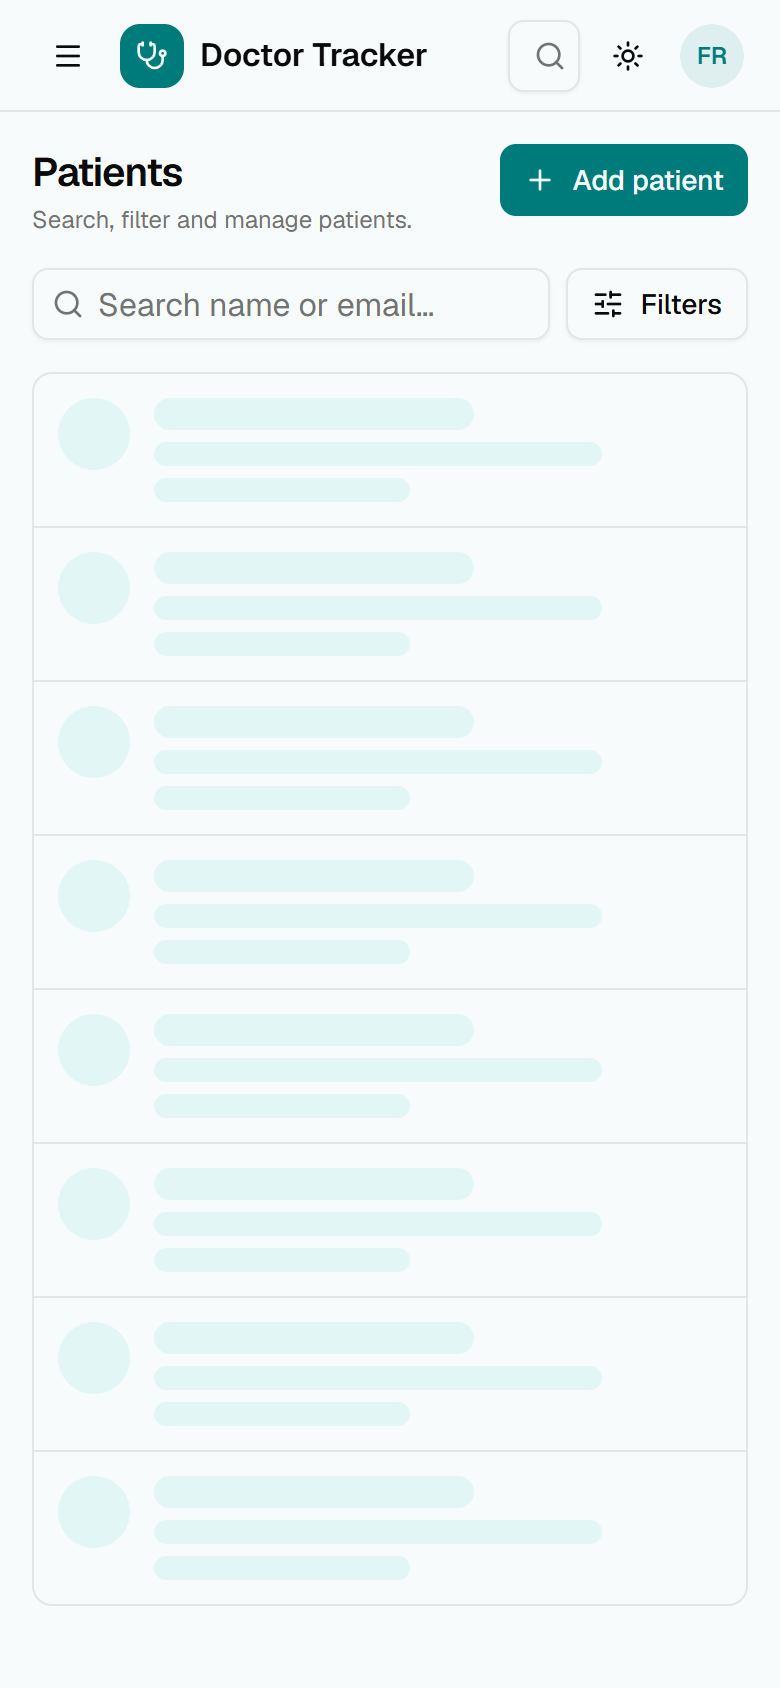 Doctor Tracker
FR
Patients
Add patient
Search, filter and manage patients.
Search name or email...
Filters